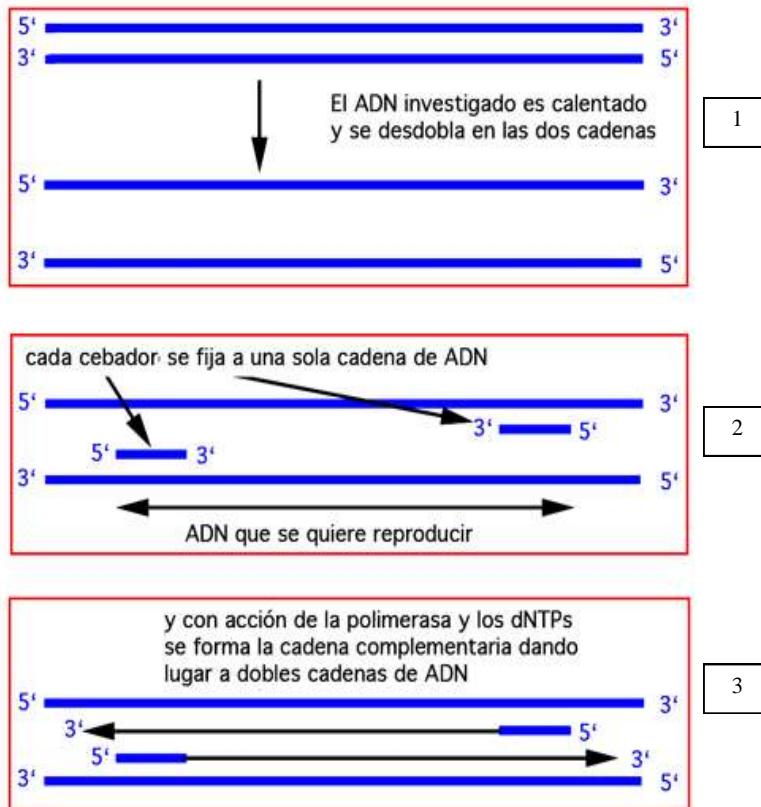 5‘ 3‘
3‘ 5‘
El ADN investigado es calentado
y se desdobla en las dos cadenas
1
5‘ 3‘
3‘ 5‘
cada cebador se fija a una sola cadena de ADN
5‘ 3‘
2
3‘ 5‘
5‘ 3‘
3‘ 5‘
ADN que se quiere reproducir
y con acción de la polimerasa y los dNTPs
se forma la cadena complementaria dando
lugar a dobles cadenas de ADN
3
5‘ 3‘
3‘ 5‘
5‘ 3‘
3‘ 5‘